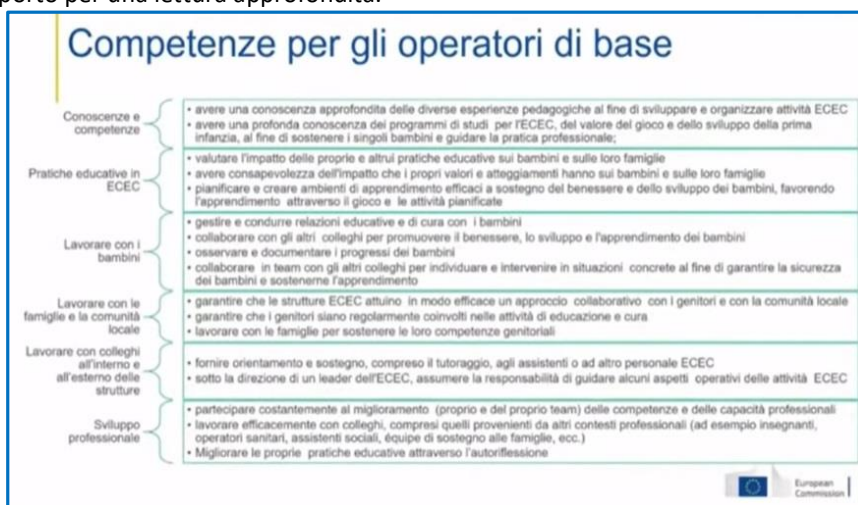 porto per una lettura approfondita.
Competenze per gli operatori di base
Conoscenze e
competenze
• avere una conoscenza approfondita delle diverse esperienze pedagogiche al fine di sviluppare e organizzare attività ECEC
• avere una profonda conoscenza dei programmi di studi per l'ECEC, del valore del gioco e dello sviluppo della prima
infanzia, al fine di sostenere i singoli bambini e guidare la pratica professionale;
Pratiche educative in
ECEC
• valutare l'impatto delle proprie e altrui pratiche educative sui bambini e sulle loro famiglie
• avere consapevolezza dell'impatto che i propri valori e atteggiamenti hanno sui bambini e sulle loro famiglie
• pianificare e creare ambienti di apprendimento efficaci a sostegno del benessere e dello sviluppo dei bambini, favorendo
l'apprendimento attraverso il gioco e le attività pianificate
Lavorare con i
bambini
• gestire e condurre relazioni educative e di cura con i bambini
• collaborare con gli altri colleghi per promuovere il benessere, lo sviluppo e l'apprendimento dei bambini
• osservare e documentare i progressi dei bambini
• collaborare in team con gli altri colleghi per individuare e intervenire in situazioni concrete al fine di garantire la sicurezza
dei bambini e sostenerne l'apprendimento
Lavorare con le
famiglie e la comunità
locale
• garantire che le strutture ECEC attuino in modo efficace un approccio collaborativo con i genitori e con la comunità locale
• garantire che i genitori siano regolarmente coinvolti nelle attività di educazione e cura
• lavorare con le famiglie per sostenere le loro competenze genitoriali
Lavorare con colleghi
all'interno e
all'esterno delle
strutture
• fornire orientamento e sostegno, compreso il tutoraggio, agli assistenti o ad altro personale ECEC
• sotto la direzione di un leader dell'ECEC, assumere la responsabilità di guidare alcuni aspetti operativi delle attività ECEC
Sviluppo
professionale
• partecipare costantemente al miglioramento (proprio e del proprio team) delle competenze e delle capacità professionali
• lavorare efficacemente con colleghi, compresi quelli provenienti da altri contesti professionali (ad esempio insegnanti,
operatori sanitari, assistenti sociali, équipe di sostegno alle famiglie, ecc.)
• Migliorare le proprie pratiche educative attraverso l'autoriflessione
European
Commission